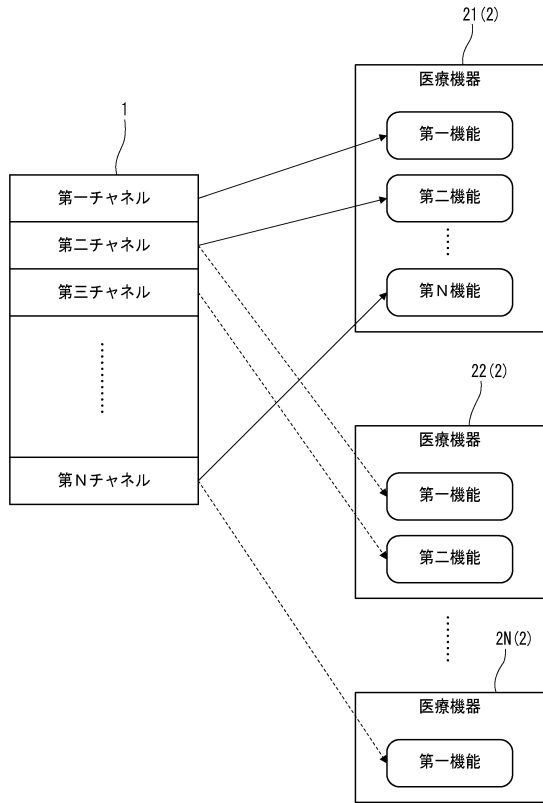 21(2)
医療機器
第一機能
第二機能
第N機能
1
第一チャネル
第二チャネル
第三チャネル
第Nチャネル
22(2)
医療機器
第一機能
第二機能
2N(2)
医療機器
第一機能